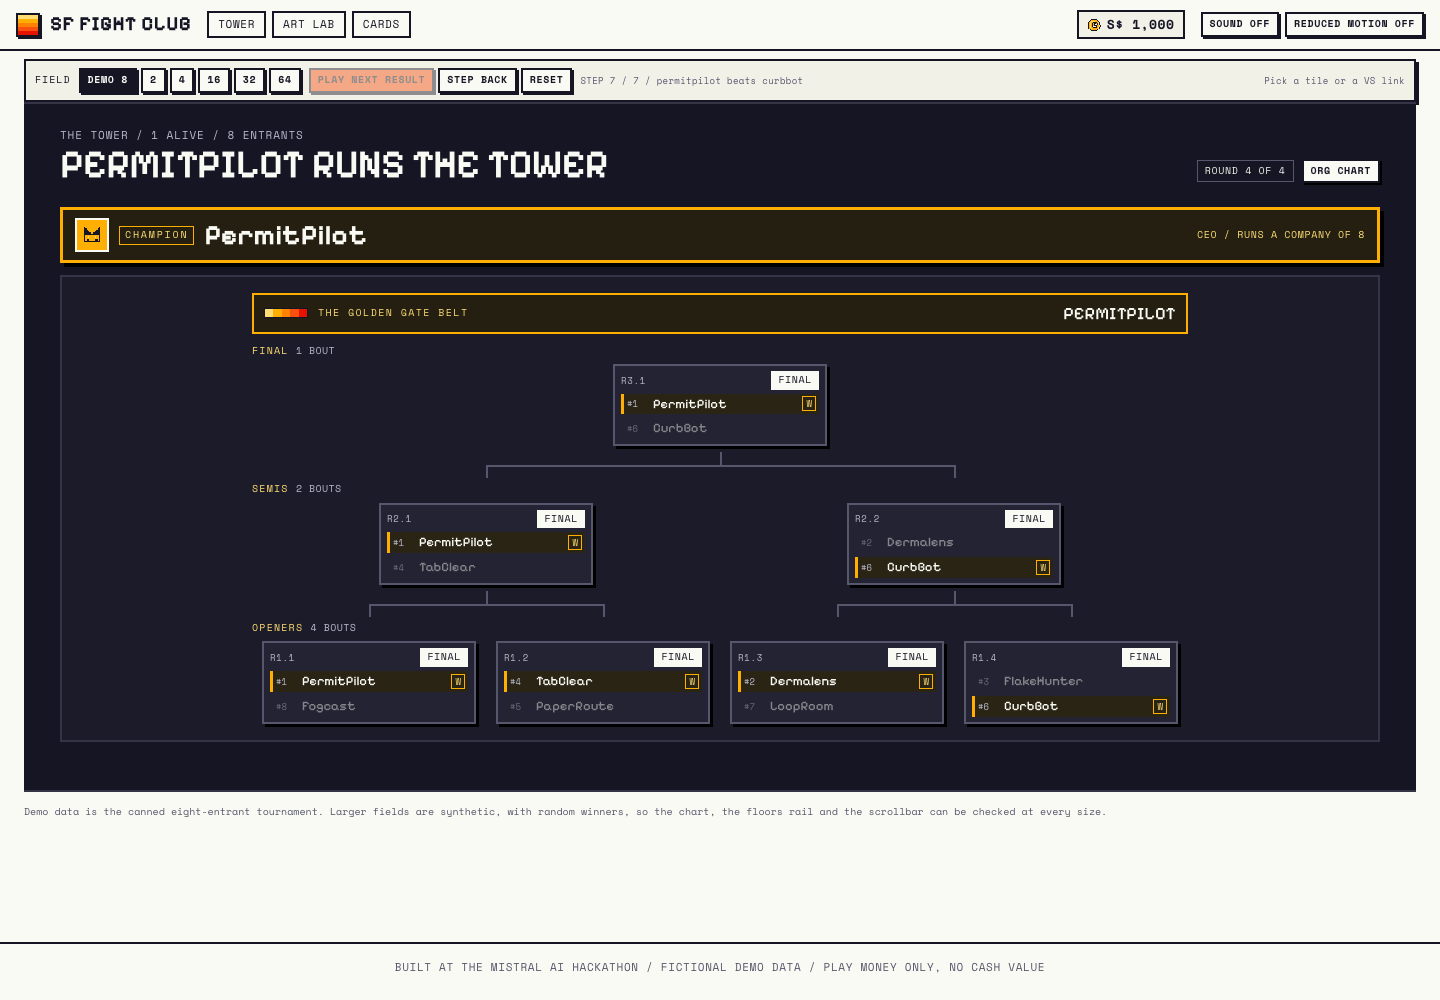 SF FIGHT CLUB TOWER ART LAB CARDS S$ 1,000 SOUND OFF REDUCED MOTION OFF
FIELD DEMO 8 2 4 16 32 64 PLAY NEXT RESULT STEP BACK RESET STEP 7 / 7 / permitpilot beats curbbot Pick a tile or a VS link
THE TOWER / 1 ALIVE / 8 ENTRANTS
PERMITPILOT RUNS THE TOWER
ROUND 4 OF 4 ORG CHART
CHAMPION PermitPilot CEO / RUNS A COMPANY OF 8
THE GOLDEN GATE BELT PERMITPILOT
FINAL 1 BOUT
R3.1 FINAL
#1 PermitPilot W
#6 CurbBot
SEMIS 2 BOUTS
R2.1 FINAL
#1 PermitPilot W
#4 TabClear
R2.2 FINAL
#2 Dermalens
#6 CurbBot W
OPENERS 4 BOUTS
R1.1 FINAL
#1 PermitPilot W
#8 Fogcast
R1.2 FINAL
#4 TabClear W
#5 PaperRoute
R1.3 FINAL
#2 Dermalens W
#7 LoopRoom
R1.4 FINAL
#3 FlakeHunter
#6 CurbBot W
Demo data is the canned eight-entrant tournament. Larger fields are synthetic, with random winners, so the chart, the floors rail and the scrollbar can be checked at every size.
BUILT AT THE MISTRAL AI HACKATHON / FICTIONAL DEMO DATA / PLAY MONEY ONLY, NO CASH VALUE